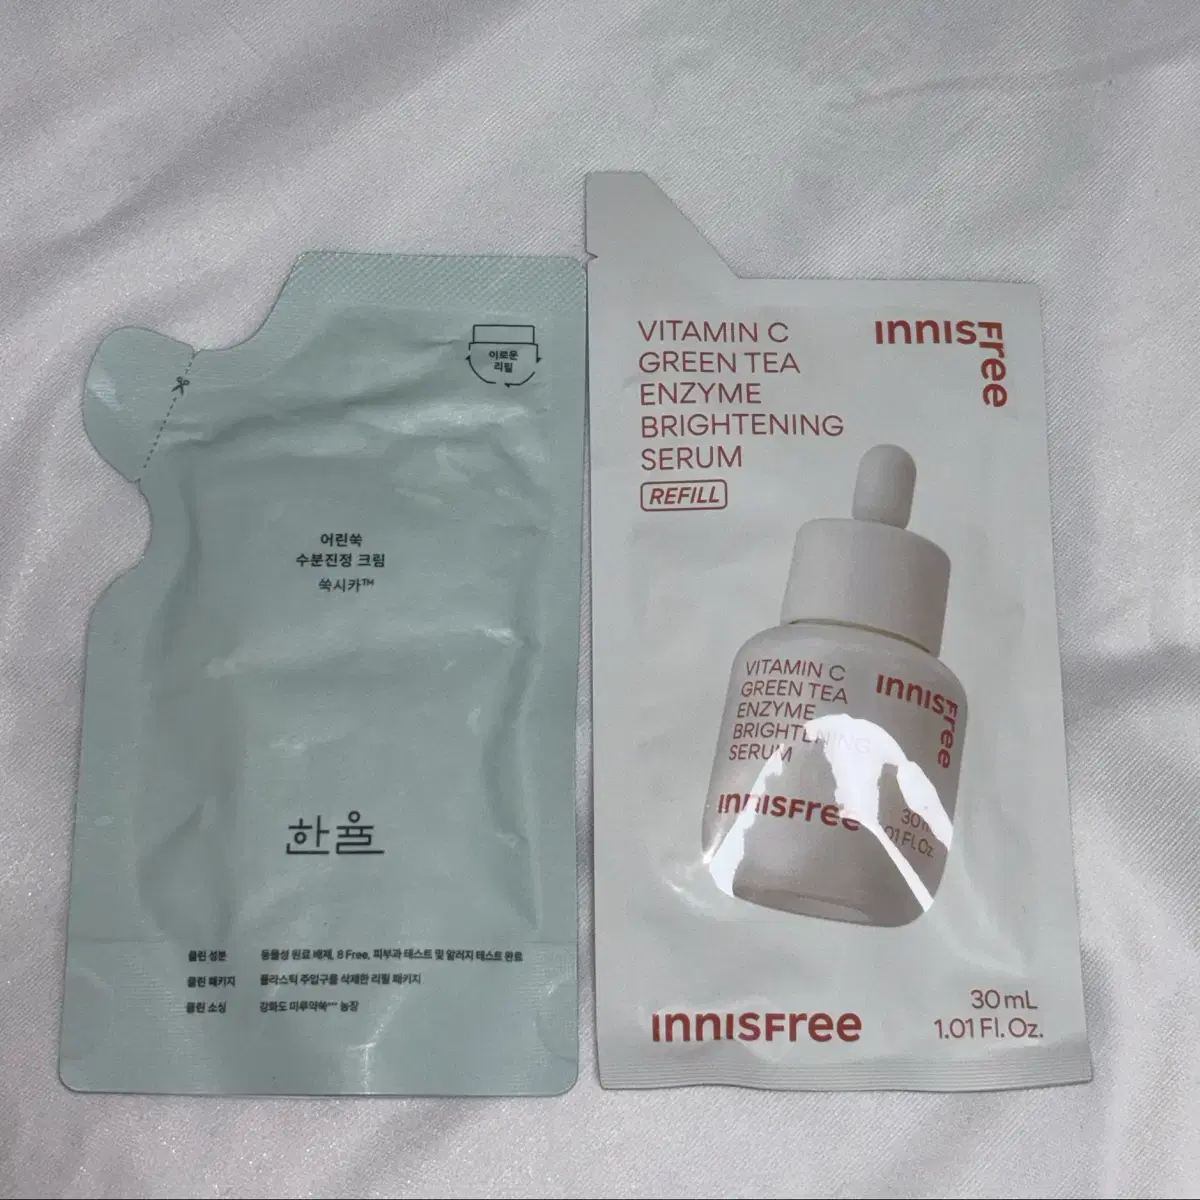 이로운
리필
어린쑥
수분진정 크림
쑥시카™
한율
클린 성분 동물성 원료 배제, 8 Free, 피부과 테스트 및 알러지 테스트 완료
클린 패키지 플라스틱 주입구를 삭제한 리필 패키지
클린 소싱 강화도 미루약쑥*** 농장
VITAMIN C
GREEN TEA
ENZYME
BRIGHTENING
SERUM
REFILL
INNISFree
VITAMIN C
GREEN TEA
ENZYME
BRIGHTENING
SERUM
INNISFree
INNISFree
30m
01 Fl.Oz.
INNISFree
30 mL
1.01 Fl. Oz.